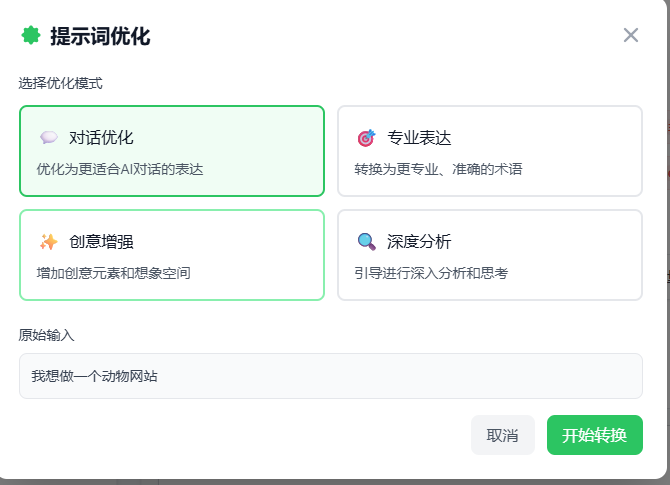 提示词优化
选择优化模式
对话优化
优化为更适合AI对话的表达
专业表达
转换为更专业、准确的术语
创意增强
增加创意元素和想象空间
深度分析
引导进行深入分析和思考
原始输入
我想做一个动物网站
取消
开始转换